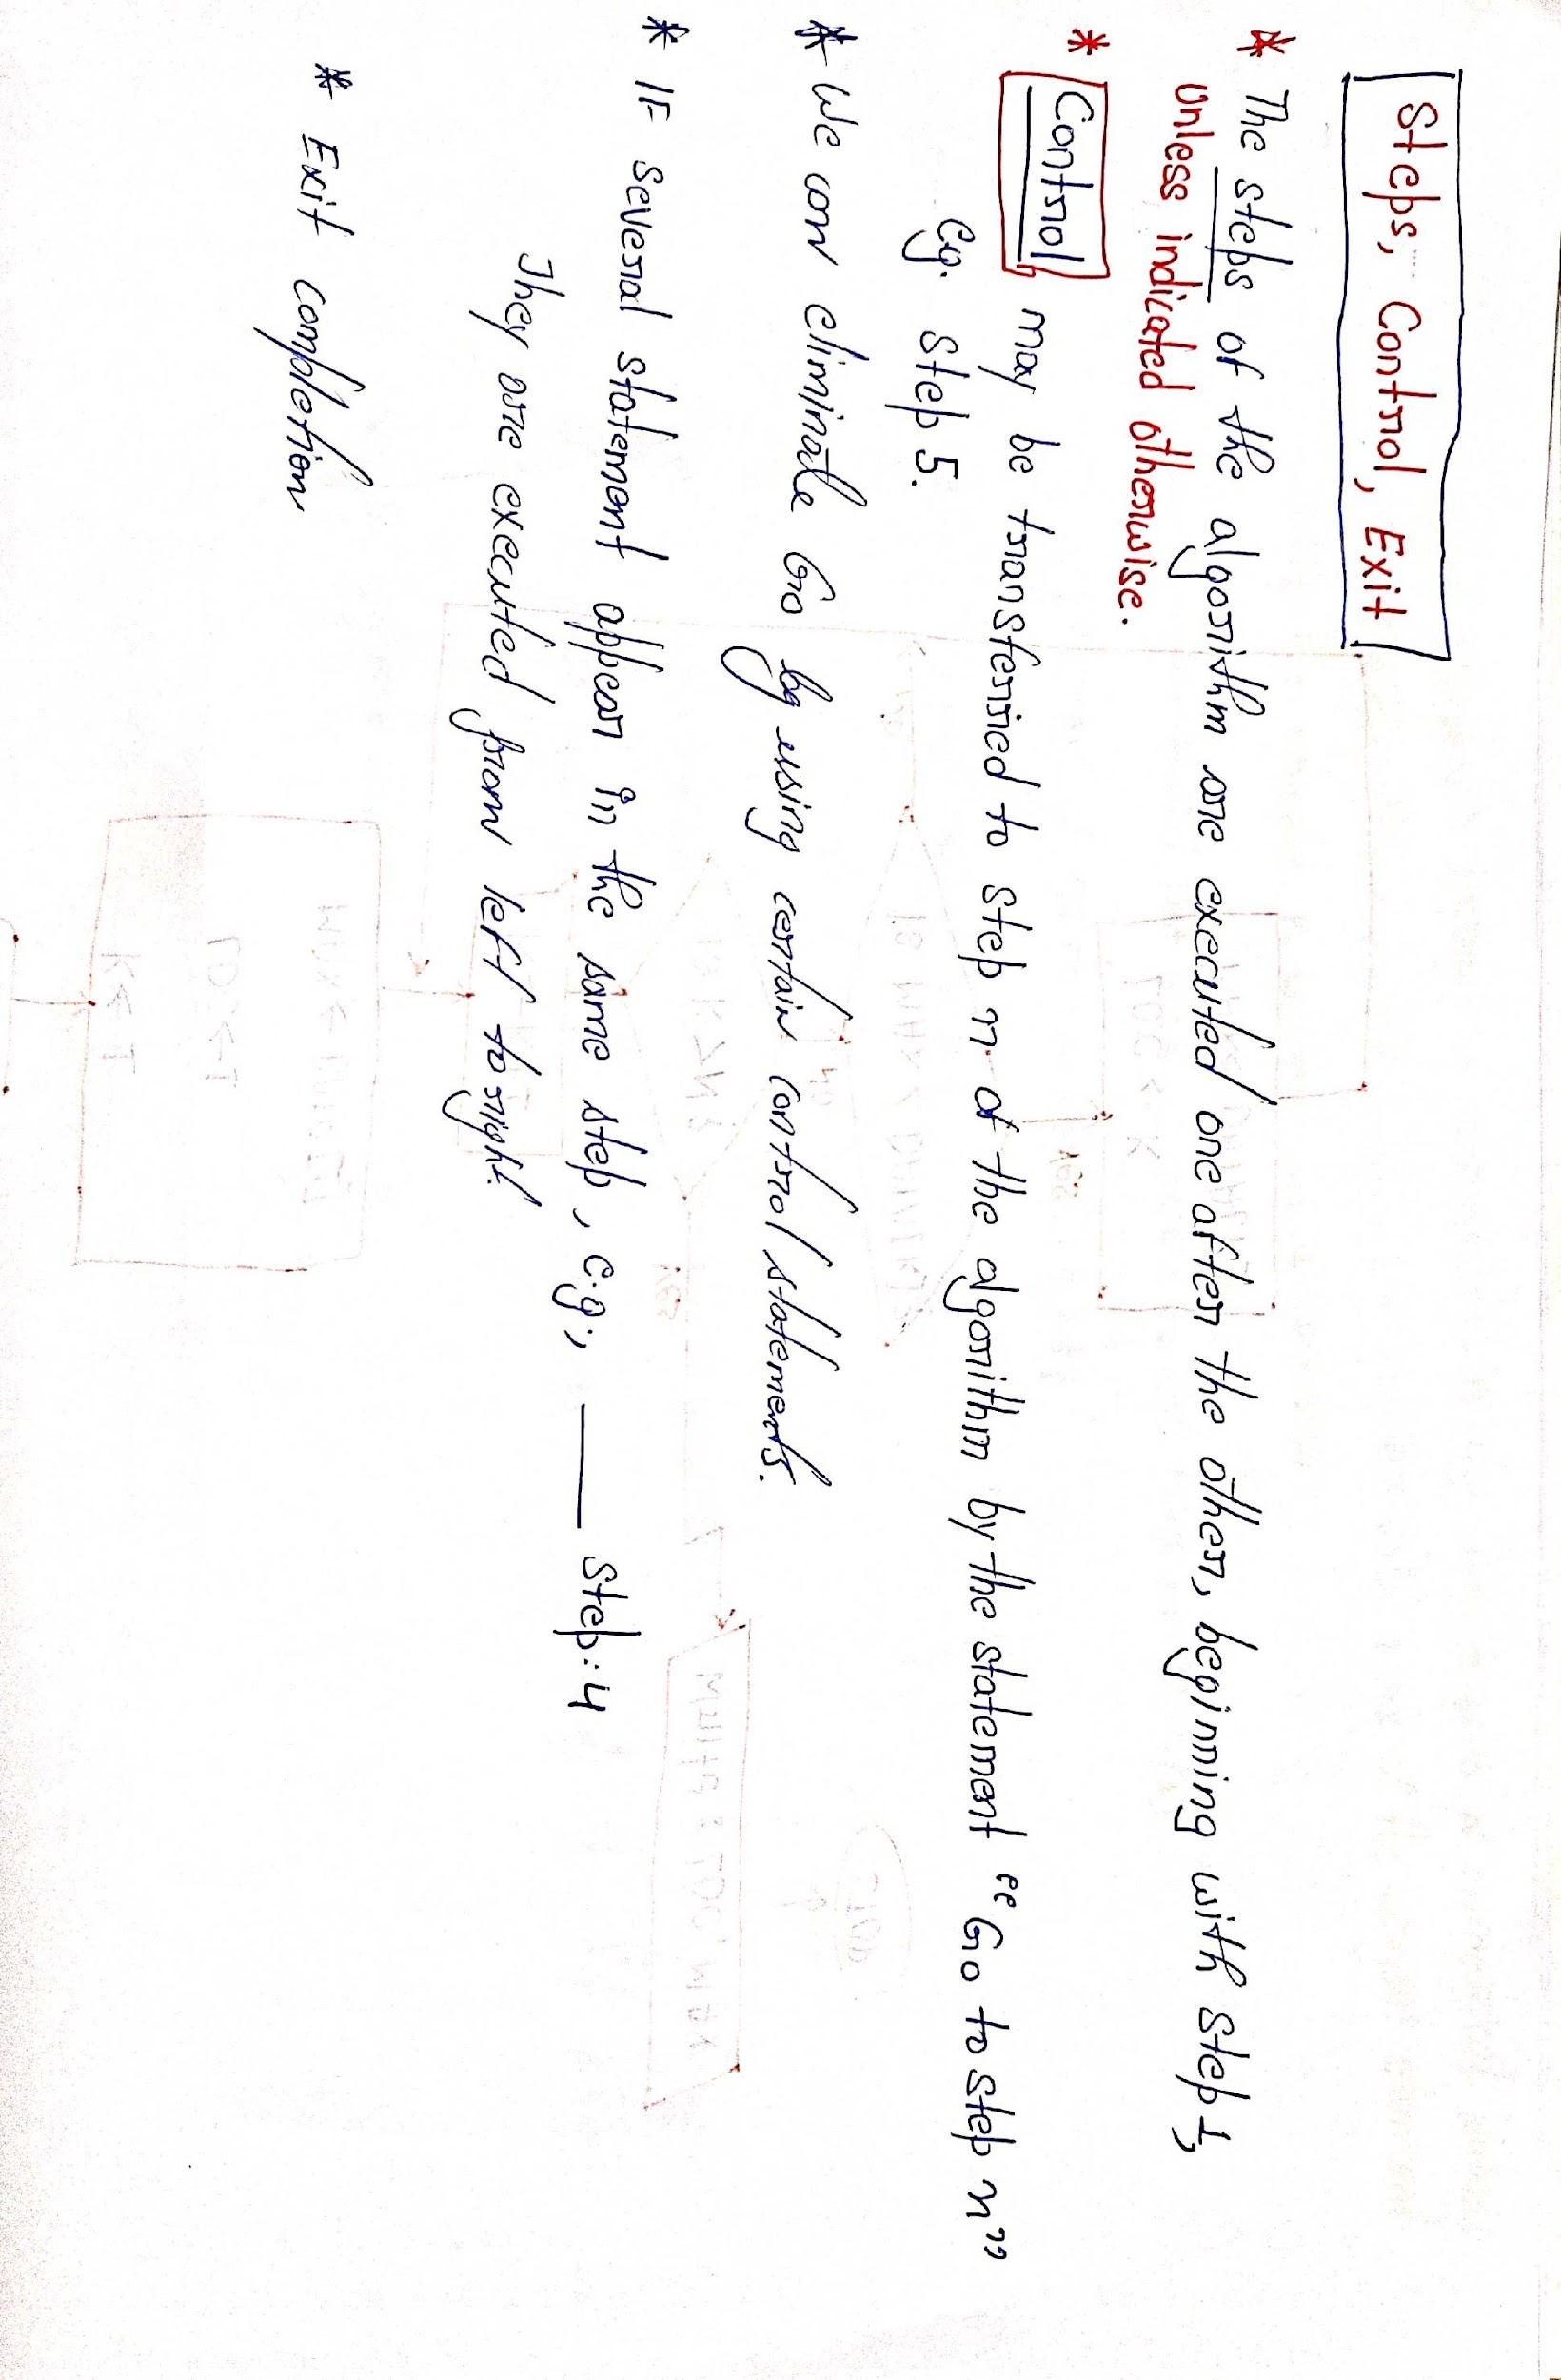 Steps, Control, Exit
* The steps of the algorithm are executed one after the other, beginning with Step 1,
unless indicated otherwise.
* Control may be transferred to step n of the algorithm by the statement "Go to step n"
eg. Step 5.
* We can eliminate Go by using certain control statements.
* IF several statement appear in the same step, e.g., ___ Step:4
They are executed from left to right.
* Exit completion